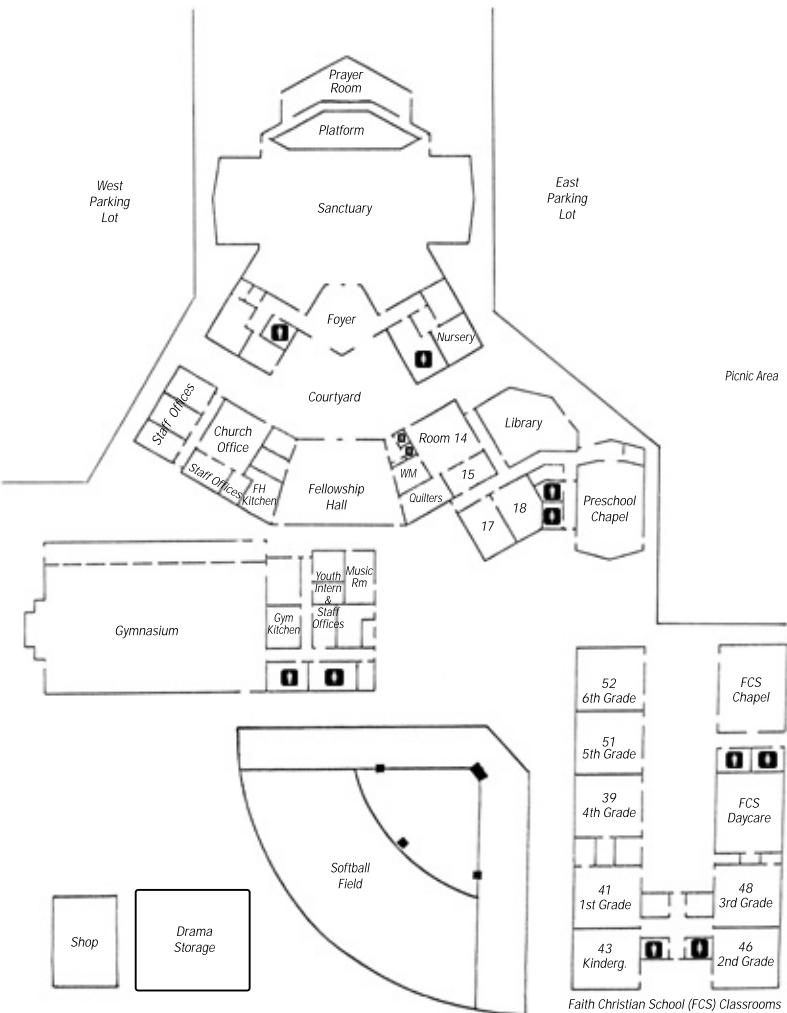 Prayer
Room
Platform
West
Parking
Lot
Sanctuary
East
Parking
Lot
Foyer
Nursery
Picnic Area
Courtyard
Staff Offices
Church
Office
Room 14
Library
Staff Offices
FH
Kitchen
Fellowship
Hall
WM
Quilters
15
17
18
Preschool
Chapel
Gymnasium
Gym
Kitchen
Youth
Intern
&
Staff
Offices
Music
Rm
52
6th Grade
FCS
Chapel
51
5th Grade
39
4th Grade
FCS
Daycare
41
1st Grade
48
3rd Grade
43
Kinderg.
46
2nd Grade
Softball
Field
Shop
Drama
Storage
Faith Christian School (FCS) Classrooms